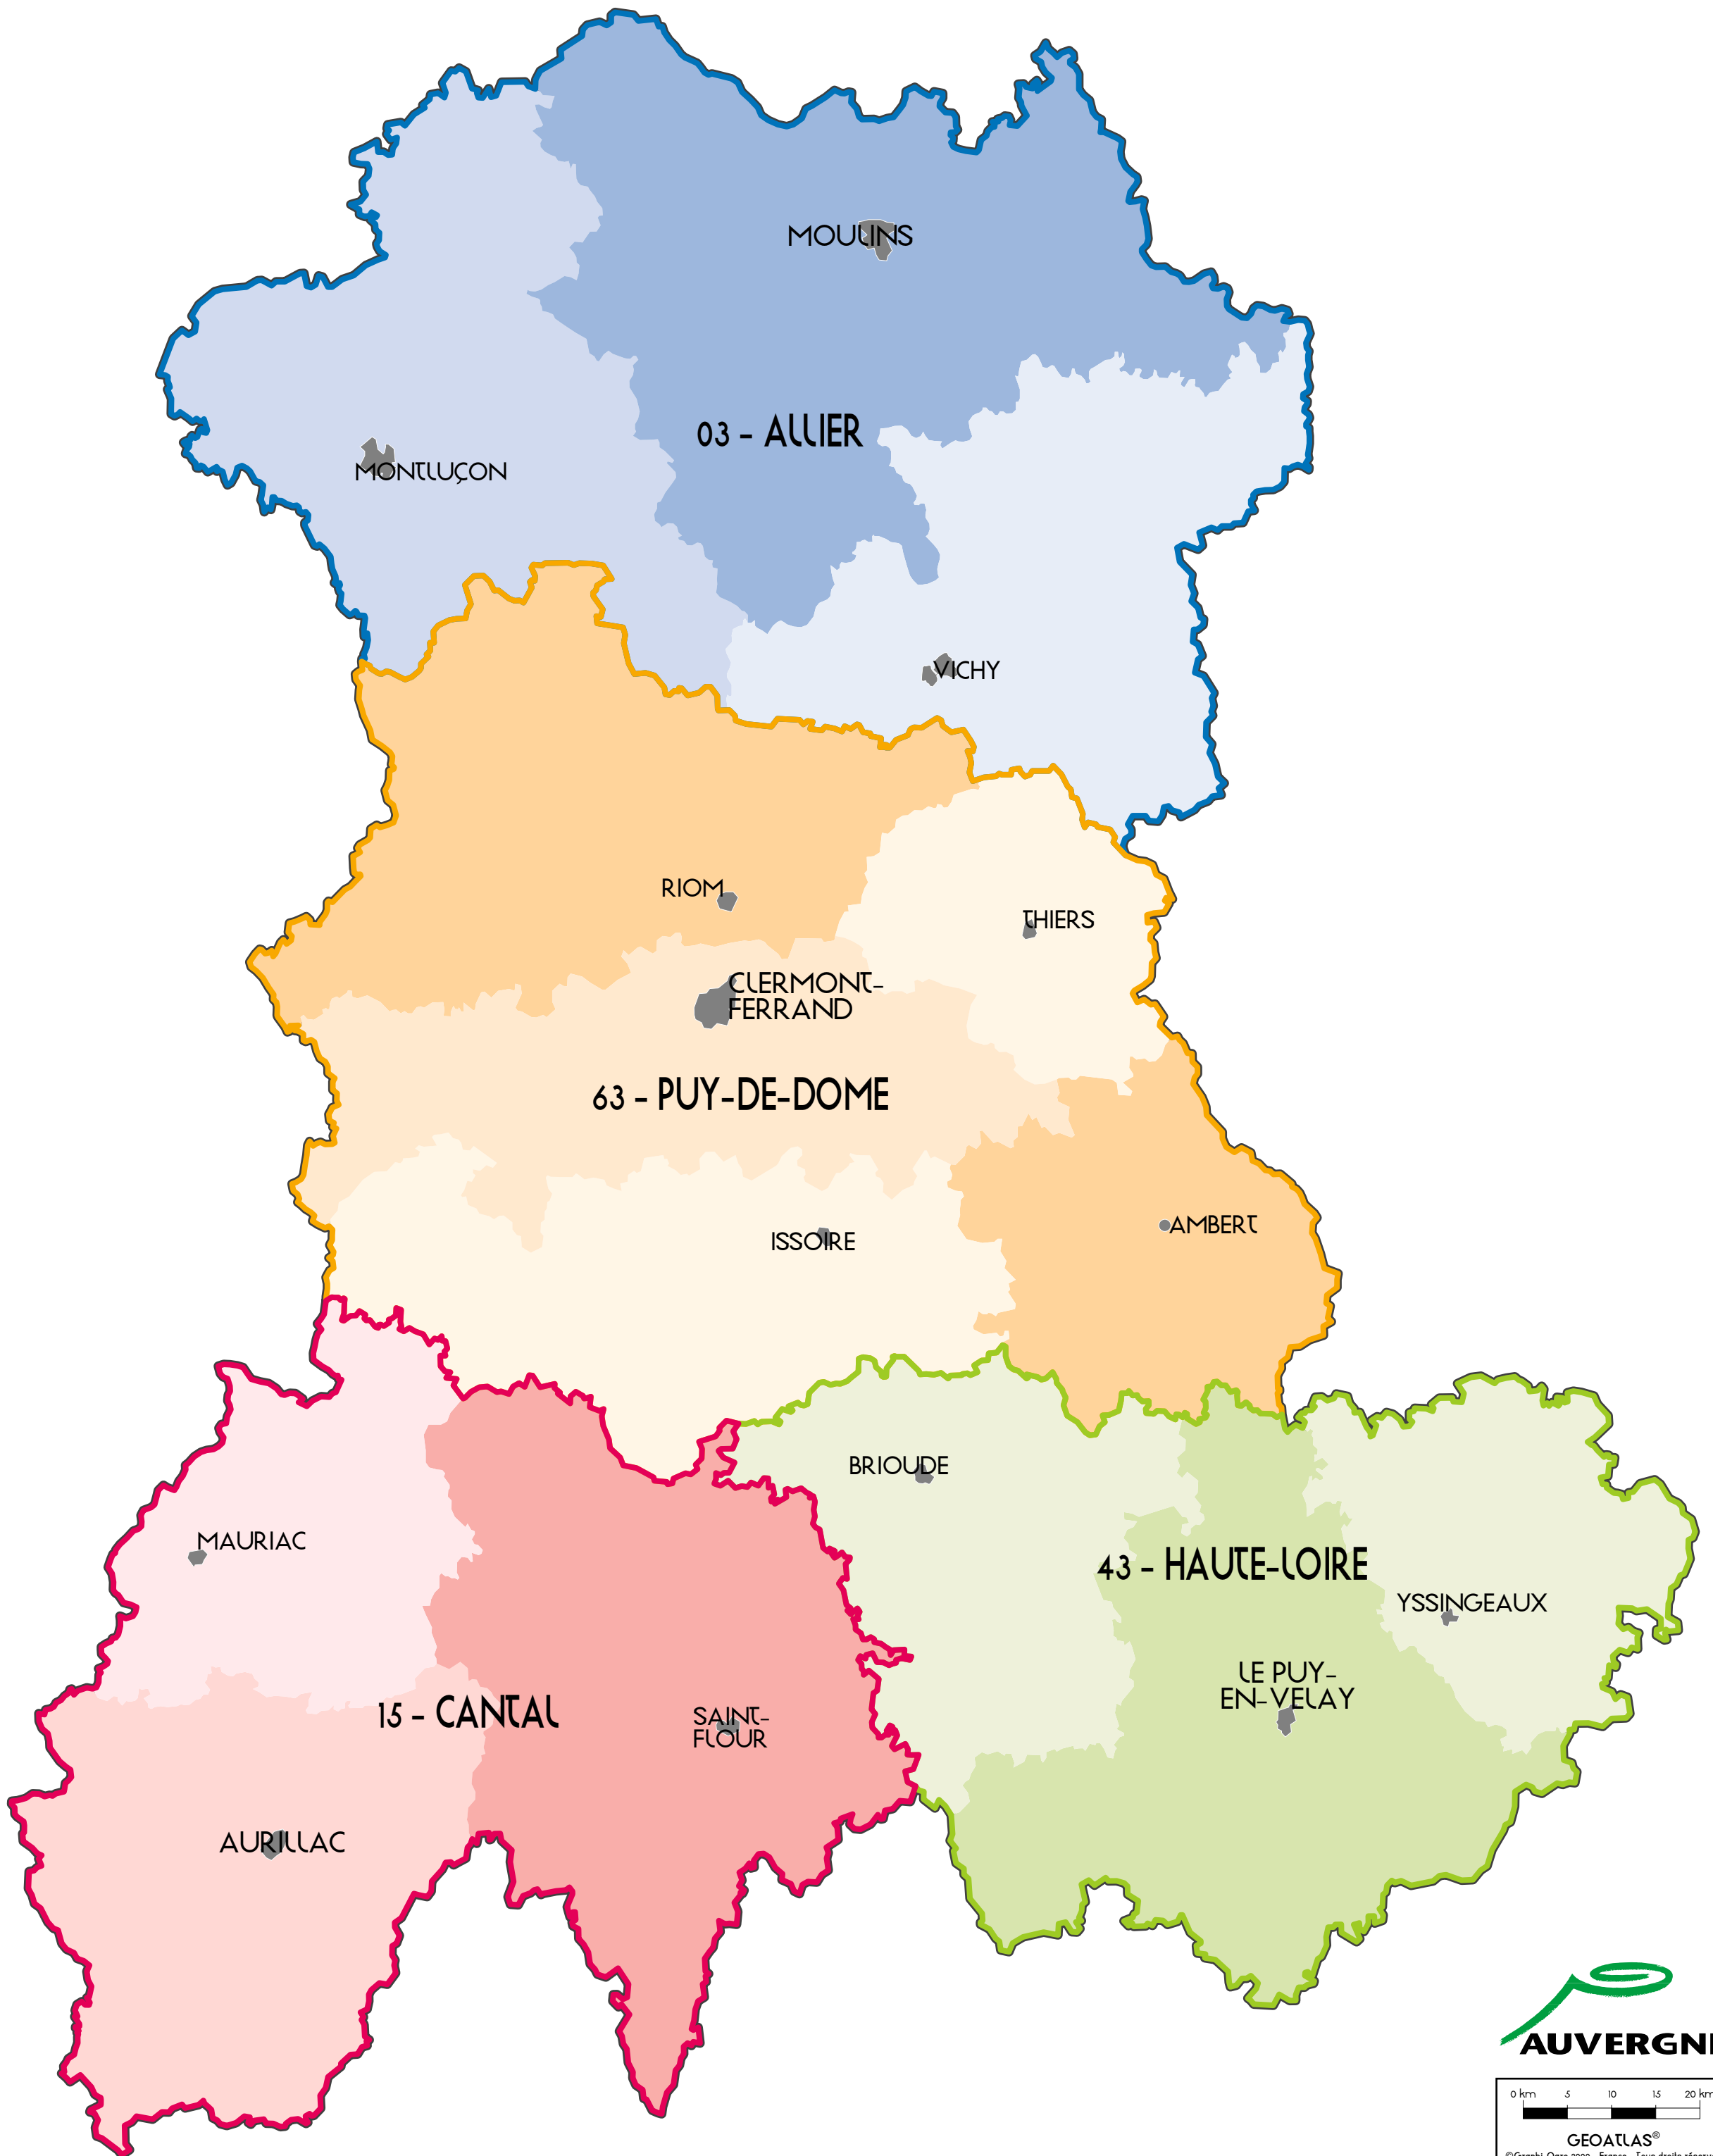 MOULINS
03 - ALLIER
MONTLUÇON
VICHY
RIOM
THIERS
CLERMONT-
FERRAND
63 - PUY-DE-DOME
ISSOIRE
AMBERT
BRIOUDE
MAURIAC
43 - HAUTE-LOIRE
YSSINGEAUX
LE PUY-
EN-VELAY
15 - CANTAL
SAINT-
FLOUR
AURILLAC
AUVERGN
0 km 5 10 15 20 km
GEOATLAS®